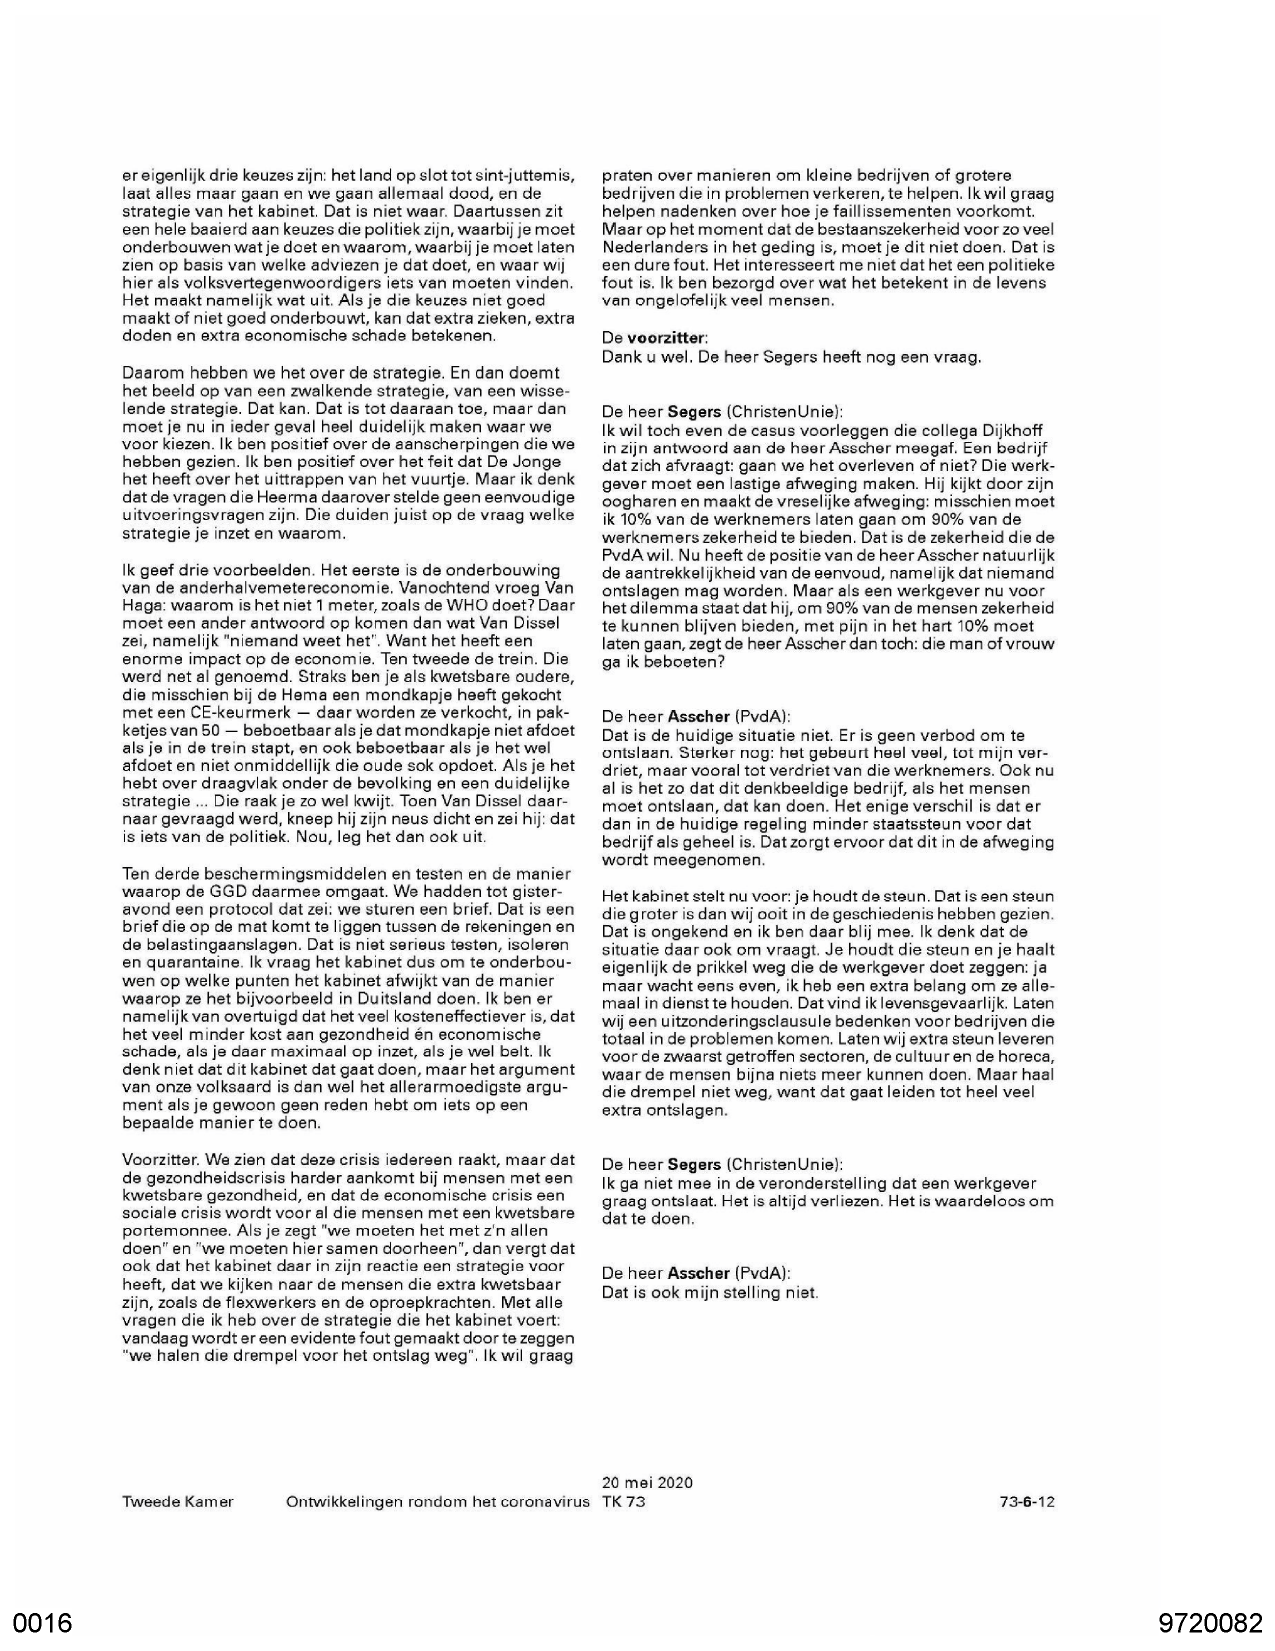 er eigenlijk drie keuzes zijn: het land op slot tot sint-juttemis,
laat alles maar gaan en we gaan allemaal dood, en de
strategie van het kabinet. Dat is niet waar. Daartussen zit
een hele baaierd aan keuzes die politiek zijn, waarbij je moet
onderbouwen wat je doet en waarom, waarbij je moet laten
zien op basis van welke adviezen je dat doet, en waar wij
hier als volksvertegenwoordigers iets van moeten vinden.
Het maakt namelijk wat uit. Als je die keuzes niet goed
maakt of niet goed onderbouwt, kan dat extra zieken, extra
doden en extra economische schade betekenen.

Daarom hebben we het over de strategie. En dan doemt
het beeld op van een zwalkende strategie, van een wisse-
lende strategie. Dat kan. Dat is tot daaraan toe, maar dan
moet je nu in ieder geval heel duidelijk maken waar we
voor kiezen. Ik ben positief over de aanscherpingen die we
hebben gezien. Ik ben positief over het feit dat De Jonge
het heeft over het uittrappen van het vuurtje. Maar ik denk
dat de vragen die Heerma daarover stelde geen eenvoudige
uitvoeringsvragen zijn. Die duiden juist op de vraag welke
strategie je inzet en waarom.

Ik geef drie voorbeelden. Het eerste is de onderbouwing
van de anderhalvemetereconomie. Vanochtend vroeg Van
Haga: waarom is het niet 1 meter, zoals de WHO doet? Daar
moet een ander antwoord op komen dan wat Van Dissel
zei, namelijk "niemand weet het". Want het heeft een
enorme impact op de economie. Ten tweede de trein. Die
werd net al genoemd. Straks ben je als kwetsbare oudere,
die misschien bij de Hema een mondkapje heeft gekocht
met een CE-keurmerk — daar worden ze verkocht, in pak-
ketjes van 50 — beboetbaar als je dat mondkapje niet afdoet
als je in de trein stapt, en ook beboetbaar als je het wel
afdoet en niet onmiddellijk die oude sok opdoet. Als je het
hebt over draagvlak onder de bevolking en een duidelijke
strategie ... Die raak je zo wel kwijt. Toen Van Dissel daar-
naar gevraagd werd, kneep hij zijn neus dicht en zei hij: dat
is iets van de politiek. Nou, leg het dan ook uit.

Ten derde beschermingsmiddelen en testen en de manier
waarop de GGD daarmee omgaat. We hadden tot gister-
avond een protocol dat zei: we sturen een brief. Dat is een
brief die op de mat komt te liggen tussen de rekeningen en
de belastingaanslagen. Dat is niet serieus testen, isoleren
en quarantaine. Ik vraag het kabinet dus om te onderbou-
wen op welke punten het kabinet afwijkt van de manier
waarop ze het bijvoorbeeld in Duitsland doen. Ik ben er
namelijk van overtuigd dat het veel kosteneffectiever is, dat
het veel minder kost aan gezondheid én economische
schade, als je daar maximaal op inzet, als je wel belt. Ik
denk niet dat dit kabinet dat gaat doen, maar het argument
van onze volksaard is dan wel het allerarmoedigste argu-
ment als je gewoon geen reden hebt om iets op een
bepaalde manier te doen.

Voorzitter. We zien dat deze crisis iedereen raakt, maar dat
de gezondheidscrisis harder aankomt bij mensen met een
kwetsbare gezondheid, en dat de economische crisis een
sociale crisis wordt voor al die mensen met een kwetsbare
portemonnee. Als je zegt "we moeten het met z'n allen
doen" en "we moeten hier samen doorheen", dan vergt dat
ook dat het kabinet daar in zijn reactie een strategie voor
heeft, dat we kijken naar de mensen die extra kwetsbaar
zijn, zoals de flexwerkers en de oproepkrachten. Met alle
vragen die ik heb over de strategie die het kabinet voert:
vandaag wordt er een evidente fout gemaakt door te zeggen
"we halen die drempel voor het ontslag weg". Ik wil graag

praten over manieren om kleine bedrijven of grotere
bedrijven die in problemen verkeren, te helpen. Ik wil graag
helpen nadenken over hoe je faillissementen voorkomt.
Maar op het moment dat de bestaanszekerheid voor zo veel
Nederlanders in het geding is, moet je dit niet doen. Dat is
een dure fout. Het interesseert me niet dat het een politieke
fout is. Ik ben bezorgd over wat het betekent in de levens
van ongelofelijk veel mensen.

De voorzitter:
Dank u wel. De heer Segers heeft nog een vraag.

De heer Segers (ChristenUnie):
Ik wil toch even de casus voorleggen die collega Dijkhoff
in zijn antwoord aan de heer Asscher meegaf. Een bedrijf
dat zich afvraagt: gaan we het overleven of niet? Die werk-
gever moet een lastige afweging maken. Hij kijkt door zijn
oogharen en maakt de vreselijke afweging: misschien moet
ik 10% van de werknemers laten gaan om 90% van de
werknemers zekerheid te bieden. Dat is de zekerheid die de
PvdA wil. Nu heeft de positie van de heer Asscher natuurlijk
de aantrekkelijkheid van de eenvoud, namelijk dat niemand
ontslagen mag worden. Maar als een werkgever nu voor
het dilemma staat dat hij, om 90% van de mensen zekerheid
te kunnen blijven bieden, met pijn in het hart 10% moet
laten gaan, zegt de heer Asscher dan toch: die man of vrouw
ga ik beboeten?

De heer Asscher (PvdA):
Dat is de huidige situatie niet. Er is geen verbod om te
ontslaan. Sterker nog: het gebeurt heel veel, tot mijn ver-
driet, maar vooral tot verdriet van die werknemers. Ook nu
al is het zo dat dit denkbeeldige bedrijf, als het mensen
moet ontslaan, dat kan doen. Het enige verschil is dat er
dan in de huidige regeling minder staatssteun voor dat
bedrijf als geheel is. Dat zorgt ervoor dat dit in de afweging
wordt meegenomen.

Het kabinet stelt nu voor: je houdt de steun. Dat is een steun
die groter is dan wij ooit in de geschiedenis hebben gezien.
Dat is ongekend en ik ben daar blij mee. Ik denk dat de
situatie daar ook om vraagt. Je houdt die steun en je haalt
eigenlijk de prikkel weg die de werkgever doet zeggen: ja
maar wacht eens even, ik heb een extra belang om ze alle-
maal in dienst te houden. Dat vind ik levensgevaarlijk. Laten
wij een uitzonderingsclausule bedenken voor bedrijven die
totaal in de problemen komen. Laten wij extra steun leveren
voor de zwaarst getroffen sectoren, de cultuur en de horeca,
waar de mensen bijna niets meer kunnen doen. Maar haal
die drempel niet weg, want dat gaat leiden tot heel veel
extra ontslagen.

De heer Segers (ChristenUnie):
Ik ga niet mee in de veronderstelling dat een werkgever
graag ontslaat. Het is altijd verliezen. Het is waardeloos om
dat te doen.

De heer Asscher (PvdA):
Dat is ook mijn stelling niet.

20 mei 2020
Tweede Kamer Ontwikkelingen rondom het coronavirus TK 73 73-6-12
0016 9720082